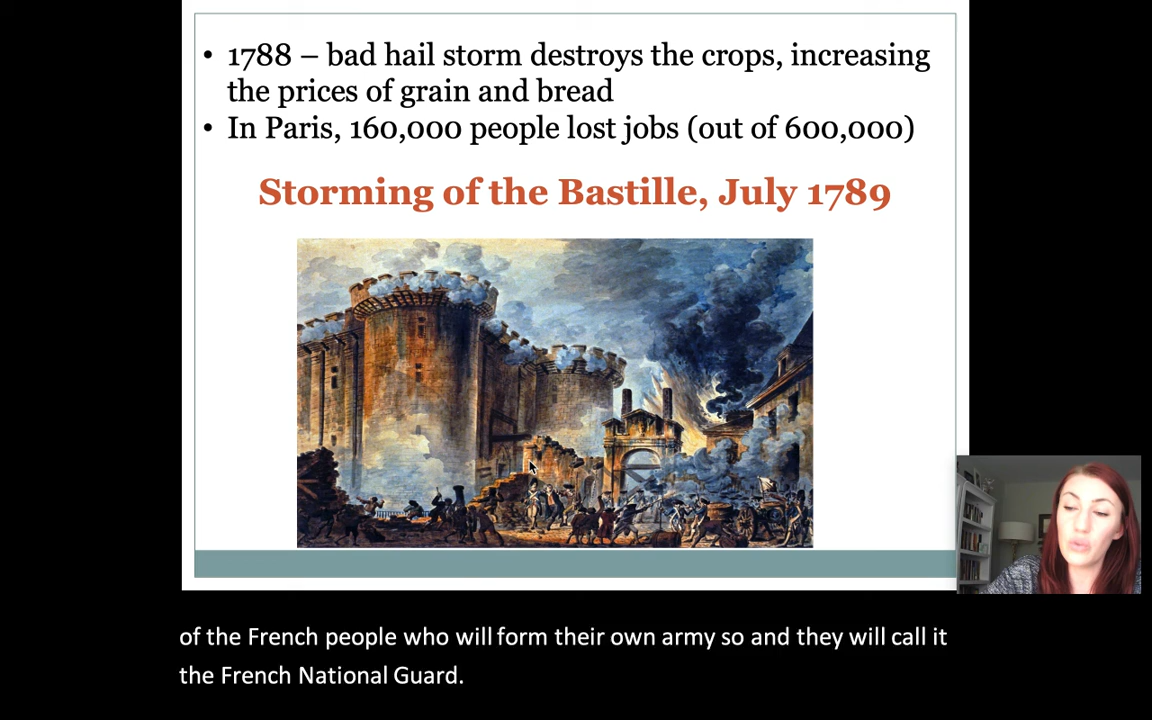 • 1788 – bad hail storm destroys the crops, increasing
the prices of grain and bread
• In Paris, 160,000 people lost jobs (out of 600,000)
Storming of the Bastille, July 1789
of the French people who will form their own army so and they will call it
the French National Guard.